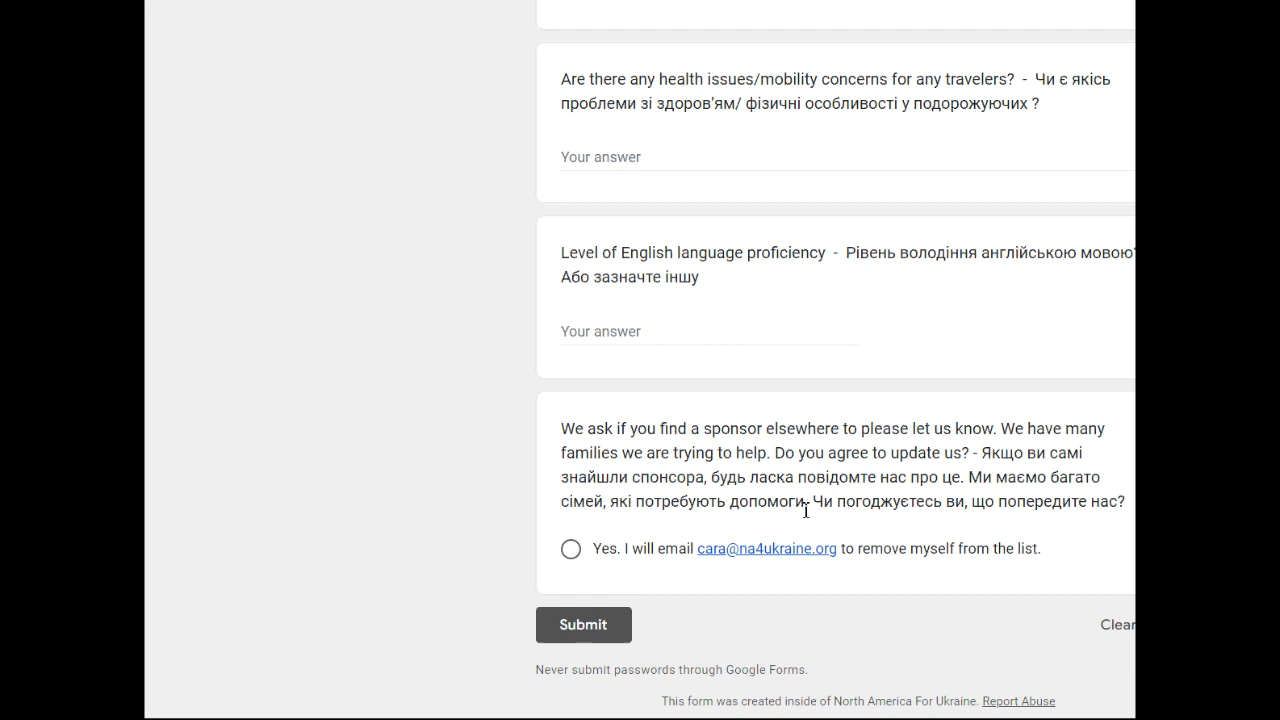 Are there any health issues/mobility concerns for any travelers? - Чи є якісь
проблеми зі здоров'ям/ фізичні особливості у подорожуючих ?
Your answer
Level of English language proficiency - Рівень володіння англійською мовою?
Або зазначте іншу
Your answer
We ask if you find a sponsor elsewhere to please let us know. We have many
families we are trying to help. Do you agree to update us? - Якщо ви самі
знайшли спонсора, будь ласка повідомте нас про це. Ми маємо багато
сімей, які потребують допомоги. Чи погоджуєтесь ви, що попередите нас?
Yes. I will email cara@na4ukraine.org to remove myself from the list.
Submit
Clear
Never submit passwords through Google Forms.
This form was created inside of North America For Ukraine. Report Abuse